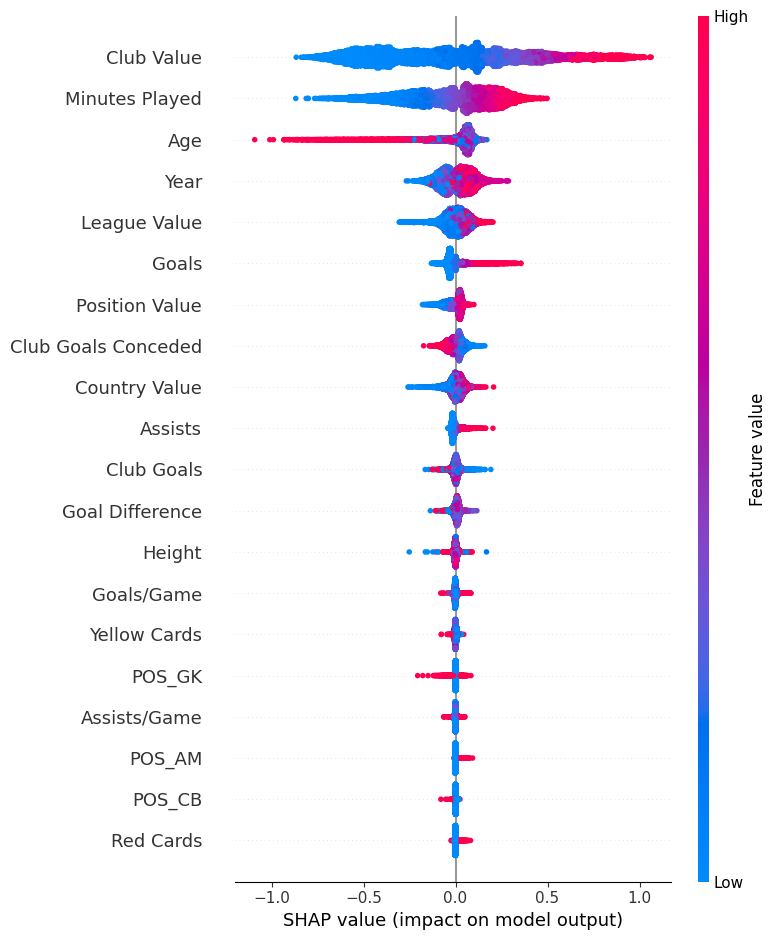 High
Club Value
Minutes Played
Age
Year
League Value
Goals
Position Value
Club Goals Conceded
Country Value
Assists
Club Goals
Goal Difference
Height
Goals/Game
Yellow Cards
POS_GK
Assists/Game
POS_AM
POS_CB
Red Cards
Feature value
Low
−1.0 −0.5 0.0 0.5 1.0
SHAP value (impact on model output)